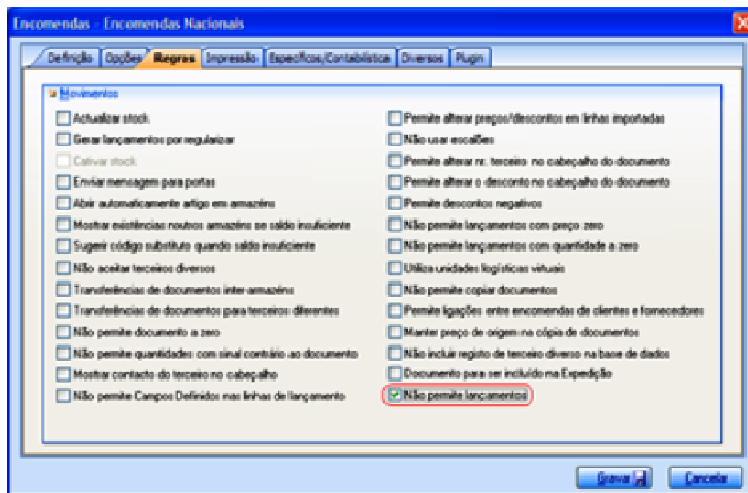 Encomendas - Encomendas Nacionais
Definição Opções Regras Impressão Específicos/Contabilística Diversos Plugin
Movimentos
Actualizar stock
Gerar lançamentos por regularizar
Cativar stock
Enviar mensagem para portas
Abrir automaticamente artigo em armazéns
Mostrar existências noutros armazéns se saldo insuficiente
Sugerir código substituto quando saldo insuficiente
Não aceitar terceiros diversos
Transferências de documentos inter-armazéns
Transferências de documentos para terceiros diferentes
Não permite documento a zero
Não permite quantidades com sinal contrário ao documento
Mostrar contacto do terceiro no cabeçalho
Não permite Campos Definidos nas linhas de lançamento
Permite alterar preços/descontos em linhas importadas
Não usar escalões
Permite alterar nr. terceiro no cabeçalho do documento
Permite alterar o desconto no cabeçalho do documento
Permite descontos negativos
Não permite lançamentos com preço zero
Não permite lançamentos com quantidade a zero
Utiliza unidades logísticas virtuais
Não permite copiar documentos
Permite ligações entre encomendas de clientes e fornecedores
Manter preço de origem na cópia de documentos
Não incluir registo de terceiro diverso na base de dados
Documento para ser incluído na Expedição
Não permite lançamentos
Gravar Cancelar